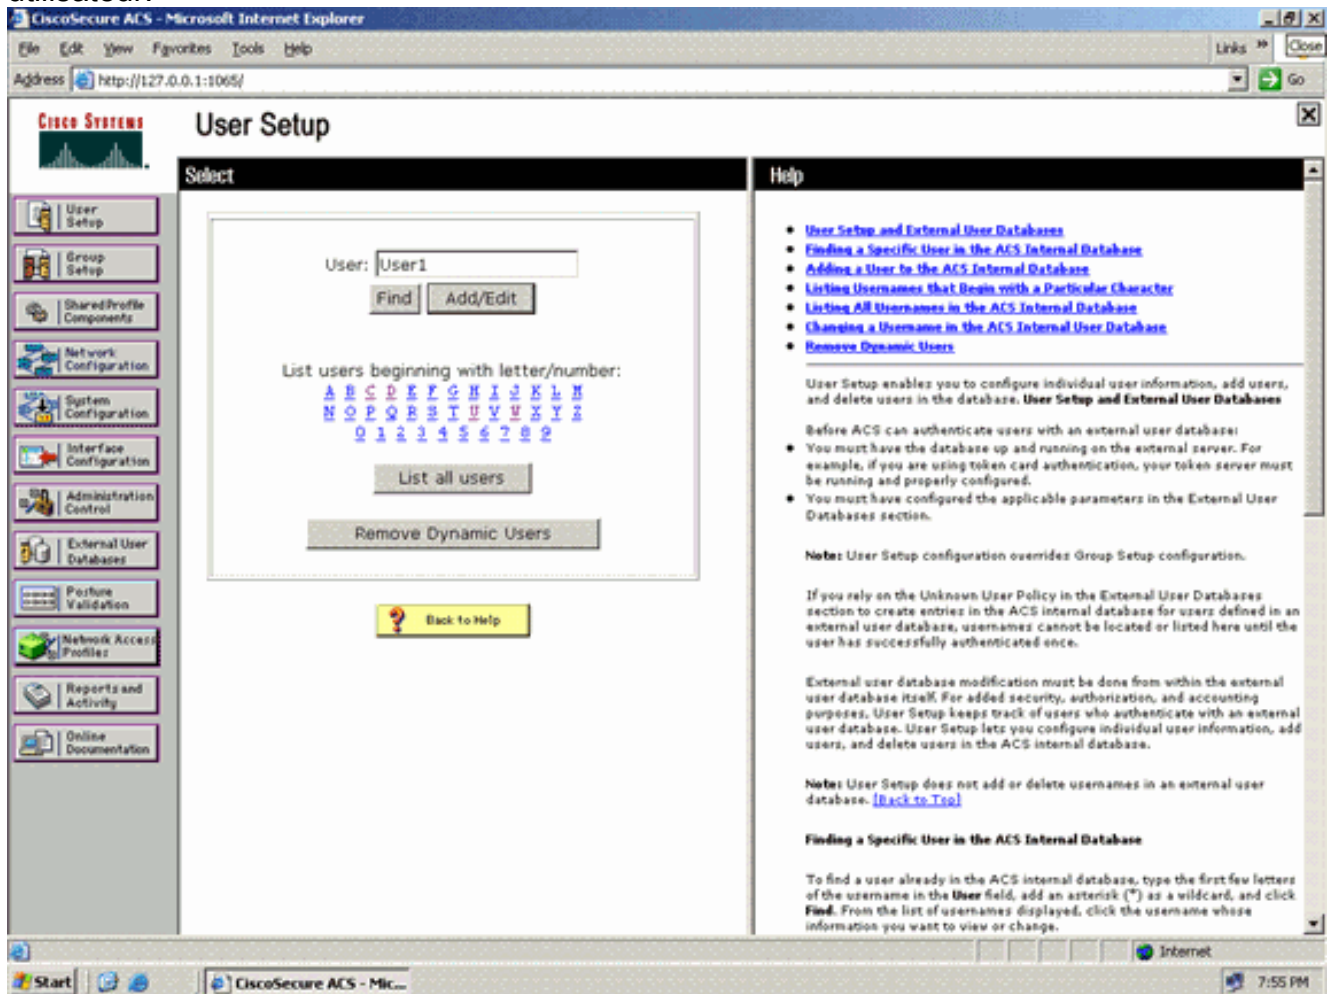 utilisateur.
CiscoSecure ACS - Microsoft Internet Explorer
File Edit View Favorites Tools Help
Links » Close
Address http://127.0.0.1:1065/
Go
CISCO SYSTEMS
User Setup
Select
User Setup
Group Setup
Shared Profile Components
Network Configuration
System Configuration
Interface Configuration
Administration Control
External User Databases
Posture Validation
Network Access Profiles
Reports and Activity
Online Documentation
User: User1
Find Add/Edit
List users beginning with letter/number:
A B C D E F G H I J K L M
N O P Q R S T U V W X Y Z
0 1 2 3 4 5 6 7 8 9
List all users
Remove Dynamic Users
? Back to Help
Help
• User Setup and External User Databases
• Finding a Specific User in the ACS Internal Database
• Adding a User to the ACS Internal Database
• Listing Usernames that Begin with a Particular Character
• Listing All Usernames in the ACS Internal Database
• Changing a Username in the ACS Internal User Database
• Remove Dynamic Users
User Setup enables you to configure individual user information, add users,
and delete users in the database. User Setup and External User Databases
Before ACS can authenticate users with an external user database:
• You must have the database up and running on the external server. For
example, if you are using token card authentication, your token server must
be running and properly configured.
• You must have configured the applicable parameters in the External User
Databases section.
Note: User Setup configuration overrides Group Setup configuration.
If you rely on the Unknown User Policy in the External User Databases
section to create entries in the ACS internal database for users defined in an
external user database, usernames cannot be located or listed here until the
user has successfully authenticated once.
External user database modification must be done from within the external
user database itself. For added security, authorization, and accounting
purposes, User Setup keeps track of users who authenticate with an external
user database. User Setup lets you configure individual user information, add
users, and delete users in the ACS internal database.
Note: User Setup does not add or delete usernames in an external user
database. [Back to Top]
Finding a Specific User in the ACS Internal Database
To find a user already in the ACS internal database, type the first few letters
of the username in the User field, add an asterisk (*) as a wildcard, and click
Find. From the list of usernames displayed, click the username whose
information you want to view or change.
Internet
Start
CiscoSecure ACS - Mic...
7:55 PM